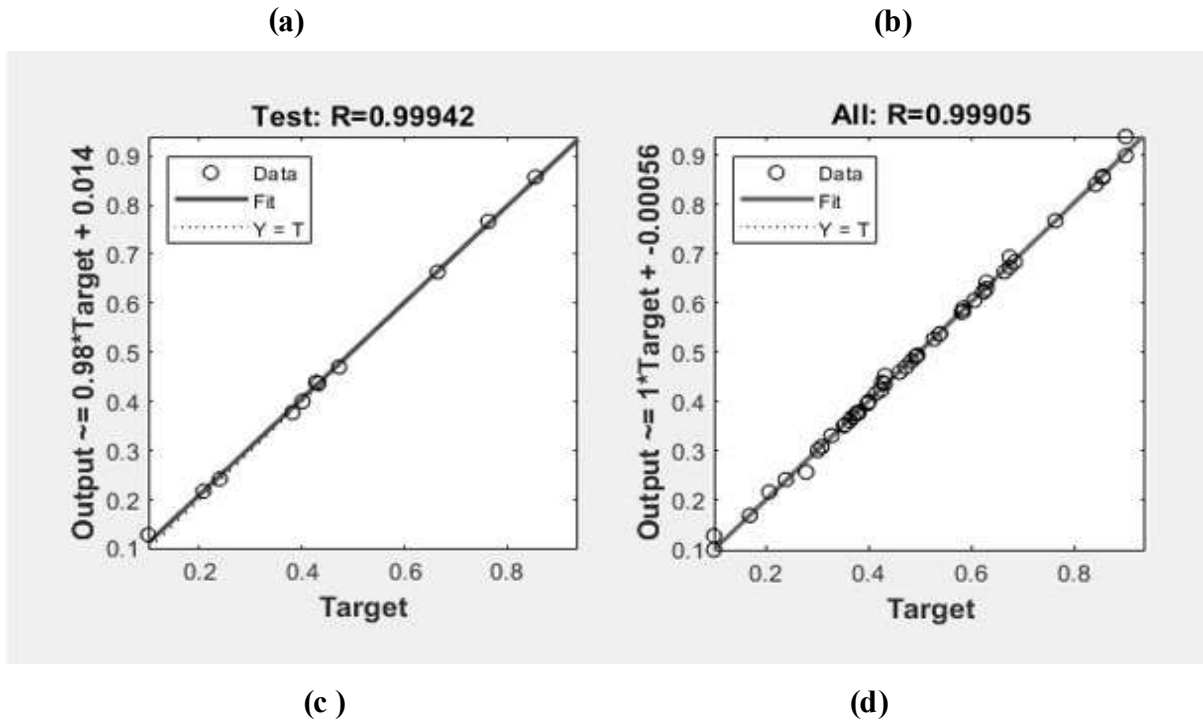 (a)
(b)
Test: R=0.99942
Output ~= 0.98*Target + 0.014
0.9
0.8
0.7
0.6
0.5
0.4
0.3
0.2
0.1
Data
Fit
Y = T
0.2
0.4
0.6
0.8
Target
All: R=0.99905
Output ~= 1*Target + -0.00056
0.9
0.8
0.7
0.6
0.5
0.4
0.3
0.2
0.1
Data
Fit
Y = T
0.2
0.4
0.6
0.8
Target
(c )
(d)